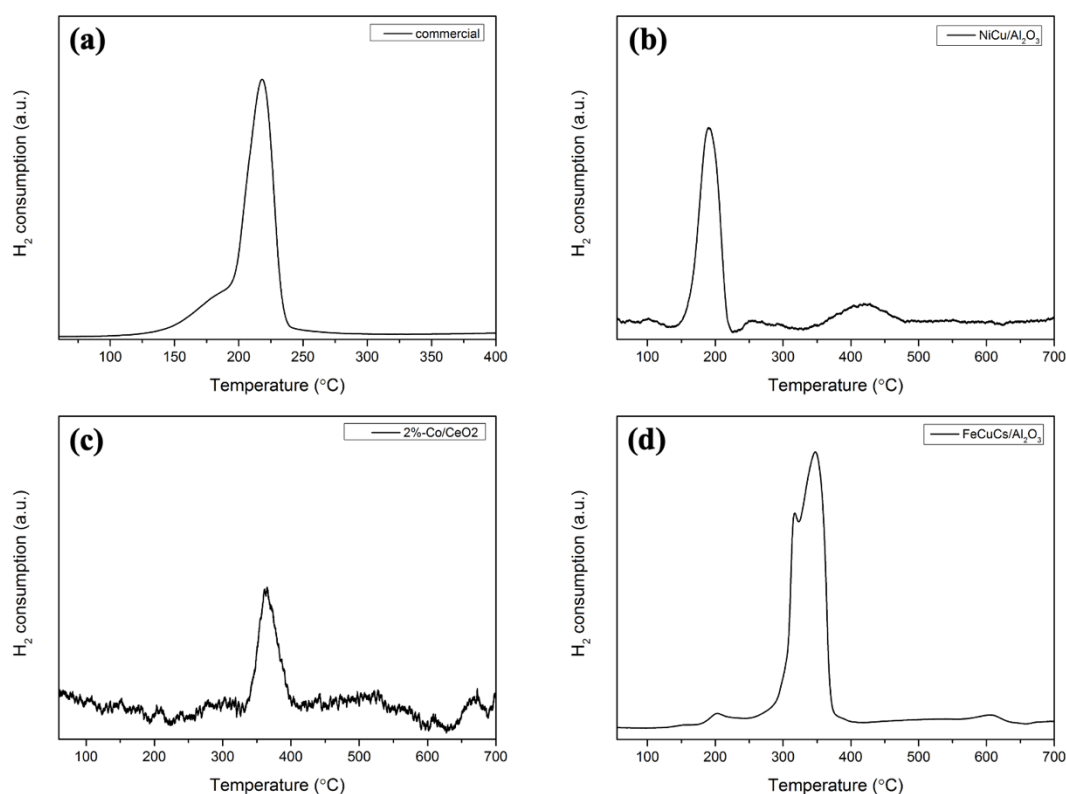 (a)
commercial
H₂ consumption (a.u.)
100 150 200 250 300 350 400
Temperature (°C)
(b)
NiCu/Al₂O₃
H₂ consumption (a.u.)
100 200 300 400 500 600 700
Temperature (°C)
(c)
2%-Co/CeO2
H₂ consumption (a.u.)
100 200 300 400 500 600 700
Temperature (°C)
(d)
FeCuCs/Al₂O₃
H₂ consumption (a.u.)
100 200 300 400 500 600 700
Temperature (°C)